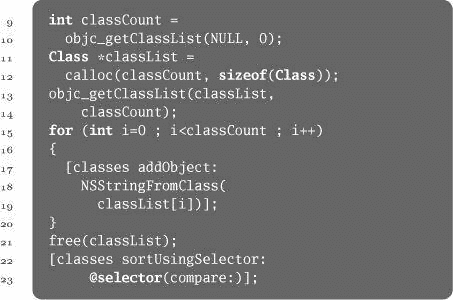 9 int classCount =
10 objc_getClassList(NULL, 0);
11 Class *classList =
12 calloc(classCount, sizeof(Class));
13 objc_getClassList(classList,
14 classCount);
15 for (int i=0 ; i<classCount ; i++)
16 {
17 [classes addObject:
18 NSStringFromClass(
19 classList[i])];
20 }
21 free(classList);
22 [classes sortUsingSelector:
23 @selector(compare:)];